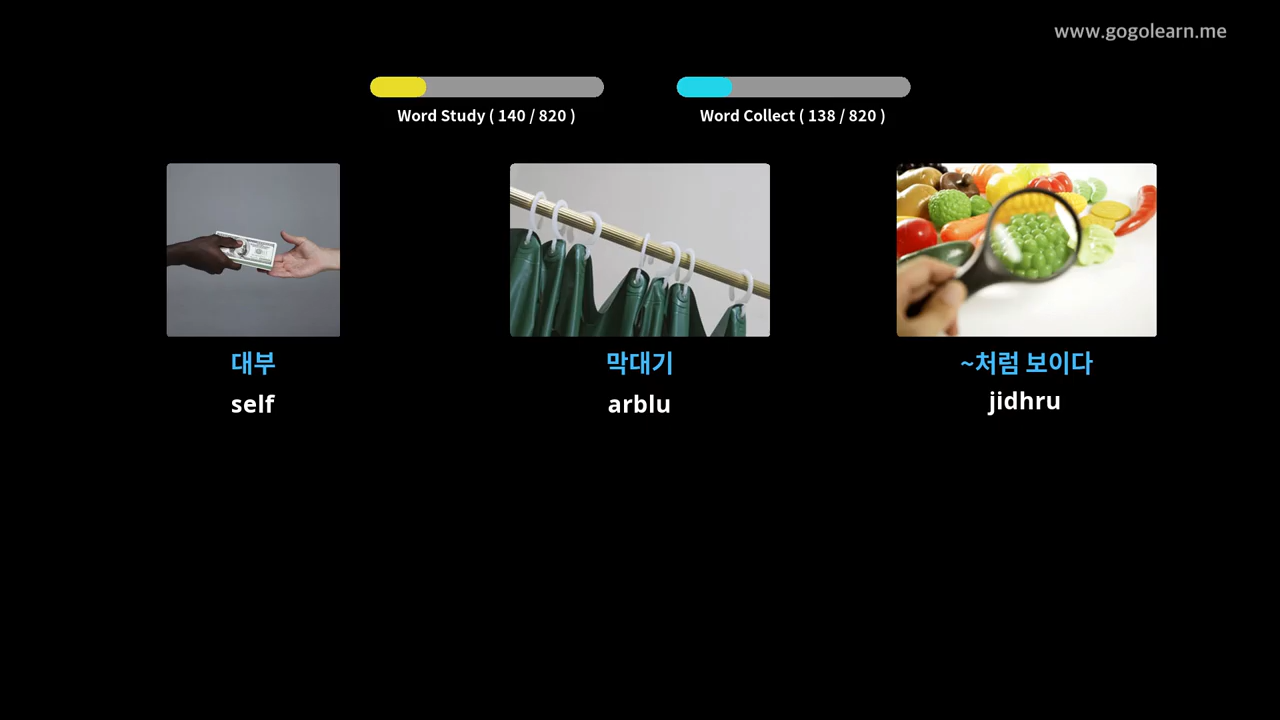 www.gogolearn.me
Word Study ( 140 / 820 )
Word Collect ( 138 / 820 )
대부
막대기
~처럼 보이다
self
arblu
jidhru